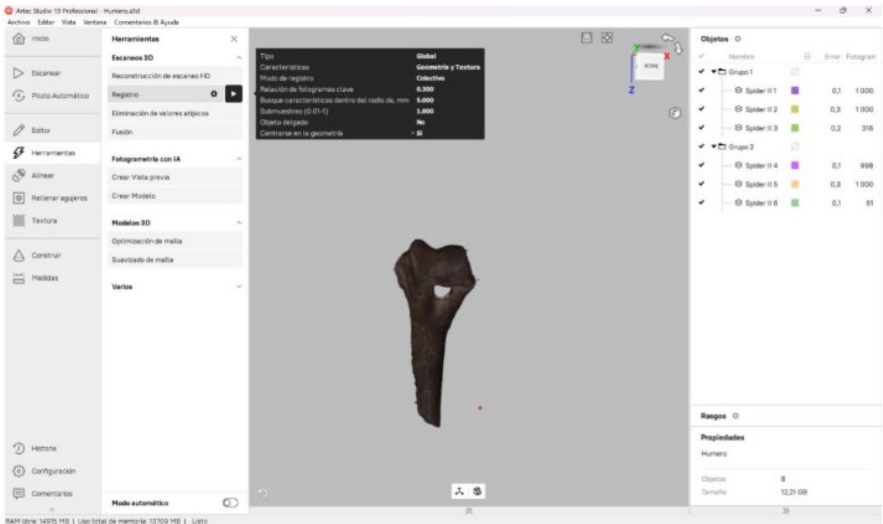 Artec Studio 19 Professional - Humero.a3d
Archivo Editar Vista Ventana Comentarios & Ayuda
Inicio
Escanear
Piloto Automático
Editor
Herramientas
Alinear
Rellenar agujeros
Textura
Construir
Medidas
Historia
Configuración
Comentarios
Herramientas
Escaneos 3D
Reconstrucción de escaneo HD
Registro
Eliminación de valores atípicos
Fusión
Fotogrametría con IA
Crear Vista previa
Crear Modelo
Modelos 3D
Optimización de malla
Suavizado de malla
Varios
Modo automático
Tipo Global
Características Geometría y Textura
Modo de registro Colectivo
Relación de fotogramas clave 0.300
Busque características dentro del radio de, mm 5.000
Submuestreo (0.01-1) 1.000
Objeto delgado No
Centrarse en la geometría Sí
Y
X
Z
Objetos
Nombre Error Fotogram
Grupo 1
Spider II 1 0,1 1 000
Spider II 2 0,3 1 000
Spider II 3 0,2 316
Grupo 2
Spider II 4 0,1 998
Spider II 5 0,3 1 000
Spider II 6 0,1 61
Rasgos
Propiedades
Humero
Objetos 8
Tamaño 12,21 GB
RAM libre: 14915 MB | Uso total de memoria: 13709 MB | Listo